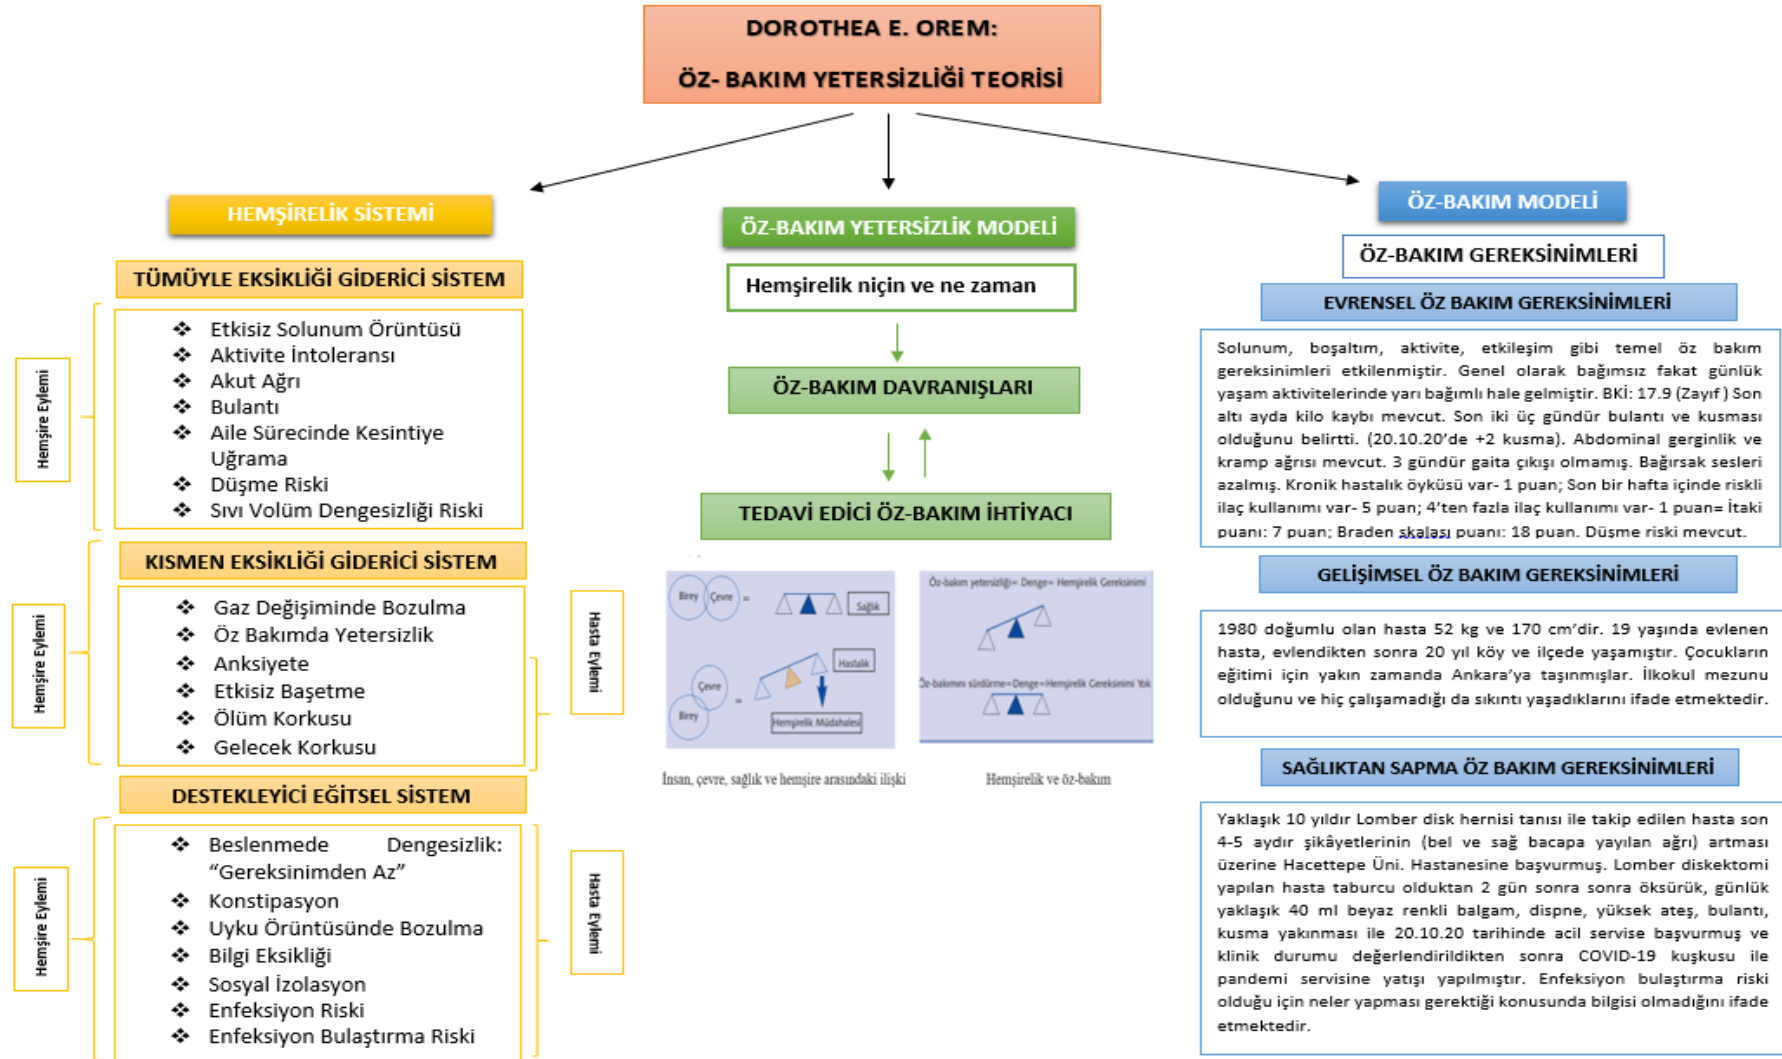 DOROTHEA E. OREM:
ÖZ- BAKIM YETERSİZLİĞİ TEORİSİ
HEMŞİRELİK SİSTEMİ
TÜMÜYLE EKSİKLİĞİ GİDERİCİ SİSTEM
Hemşire Eylemi
❖ Etkisiz Solunum Örüntüsü
❖ Aktivite İntoleransı
❖ Akut Ağrı
❖ Bulantı
❖ Aile Sürecinde Kesintiye
Uğrama
❖ Düşme Riski
❖ Sıvı Volüm Dengesizliği Riski
KISMEN EKSİKLİĞİ GİDERİCİ SİSTEM
Hemşire Eylemi
❖ Gaz Değişiminde Bozulma
❖ Öz Bakımda Yetersizlik
❖ Anksiyete
❖ Etkisiz Başetme
❖ Ölüm Korkusu
❖ Gelecek Korkusu
Hasta Eylemi
DESTEKLEYİCİ EĞİTSEL SİSTEM
Hemşire Eylemi
❖ Beslenmede Dengesizlik:
“Gereksinimden Az”
❖ Konstipasyon
❖ Uyku Örüntüsünde Bozulma
❖ Bilgi Eksikliği
❖ Sosyal İzolasyon
❖ Enfeksiyon Riski
❖ Enfeksiyon Bulaştırma Riski
Hasta Eylemi
ÖZ-BAKIM YETERSİZLİK MODELİ
Hemşirelik niçin ve ne zaman
ÖZ-BAKIM DAVRANIŞLARI
TEDAVİ EDİCİ ÖZ-BAKIM İHTİYACI
Birey Çevre = Sağlık
Çevre
Birey
=
Hastalık
Hemşirelik Müdahalesi
İnsan, çevre, sağlık ve hemşire arasındaki ilişki
Öz-bakım yetersizliği= Denge= Hemşirelik Gereksinimi
Öz-bakımını sürdürme=Denge=Hemşirelik Gereksinimi Yok
Hemşirelik ve öz-bakım
ÖZ-BAKIM MODELİ
ÖZ-BAKIM GEREKSİNİMLERİ
EVRENSEL ÖZ BAKIM GEREKSİNİMLERİ
Solunum, boşaltım, aktivite, etkileşim gibi temel öz bakım
gereksinimleri etkilenmiştir. Genel olarak bağımsız fakat günlük
yaşam aktivitelerinde yarı bağımlı hale gelmiştir. BKİ: 17.9 (Zayıf ) Son
altı ayda kilo kaybı mevcut. Son iki üç gündür bulantı ve kusması
olduğunu belirtti. (20.10.20’de +2 kusma). Abdominal gerginlik ve
kramp ağrısı mevcut. 3 gündür gaita çıkışı olmamış. Bağırsak sesleri
azalmış. Kronik hastalık öyküsü var- 1 puan; Son bir hafta içinde riskli
ilaç kullanımı var- 5 puan; 4’ten fazla ilaç kullanımı var- 1 puan= İtaki
puanı: 7 puan; Braden skalası puanı: 18 puan. Düşme riski mevcut.
GELİŞİMSEL ÖZ BAKIM GEREKSİNİMLERİ
1980 doğumlu olan hasta 52 kg ve 170 cm’dir. 19 yaşında evlenen
hasta, evlendikten sonra 20 yıl köy ve ilçede yaşamıştır. Çocukların
eğitimi için yakın zamanda Ankara’ya taşınmışlar. İlkokul mezunu
olduğunu ve hiç çalışamadığı da sıkıntı yaşadıklarını ifade etmektedir.
SAĞLIKTAN SAPMA ÖZ BAKIM GEREKSİNİMLERİ
Yaklaşık 10 yıldır Lomber disk hernisi tanısı ile takip edilen hasta son
4-5 aydır şikâyetlerinin (bel ve sağ bacapa yayılan ağrı) artması
üzerine Hacettepe Üni. Hastanesine başvurmuş. Lomber diskektomi
yapılan hasta taburcu olduktan 2 gün sonra sonra öksürük, günlük
yaklaşık 40 ml beyaz renkli balgam, dispne, yüksek ateş, bulantı,
kusma yakınması ile 20.10.20 tarihinde acil servise başvurmuş ve
klinik durumu değerlendirildikten sonra COVID-19 kuşkusu ile
pandemi servisine yatışı yapılmıştır. Enfeksiyon bulaştırma riski
olduğu için neler yapması gerektiği konusunda bilgisi olmadığını ifade
etmektedir.